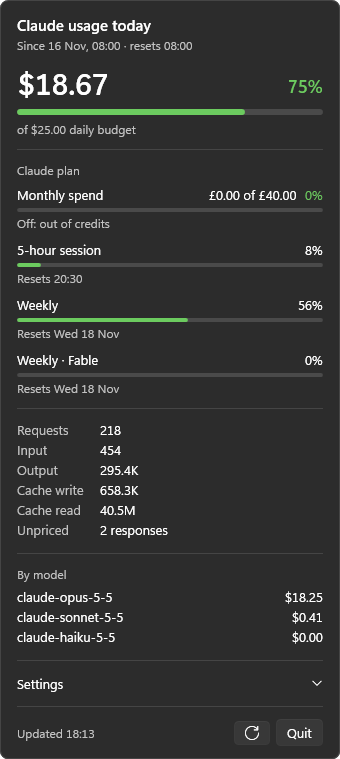 Claude usage today
Since 16 Nov, 08:00 · resets 08:00
$18.67 75%
of $25.00 daily budget
Claude plan
Monthly spend £0.00 of £40.00 0%
Off: out of credits
5-hour session 8%
Resets 20:30
Weekly 56%
Resets Wed 18 Nov
Weekly · Fable 0%
Resets Wed 18 Nov
Requests 218
Input 454
Output 295.4K
Cache write 658.3K
Cache read 40.5M
Unpriced 2 responses
By model
claude-opus-5-5 $18.25
claude-sonnet-5-5 $0.41
claude-haiku-5-5 $0.00
Settings
Updated 18:13 Quit